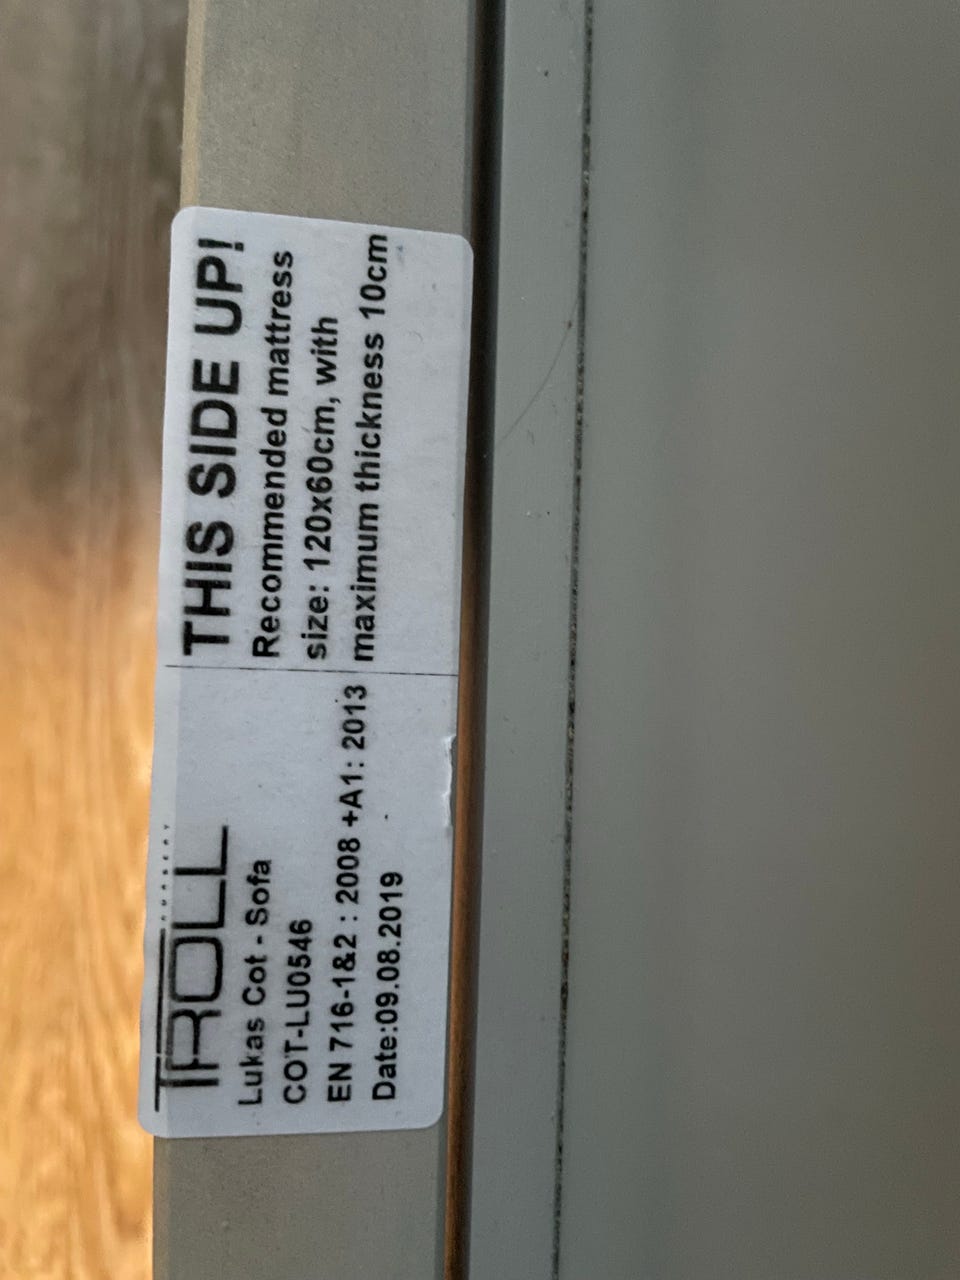 TROLL
NURSERY
Lukas Cot - Sofa
COT-LU0546
EN 716-1&2 : 2008 +A1: 2013
Date:09.08.2019
THIS SIDE UP!
Recommended mattress
size: 120x60cm, with
maximum thickness 10cm